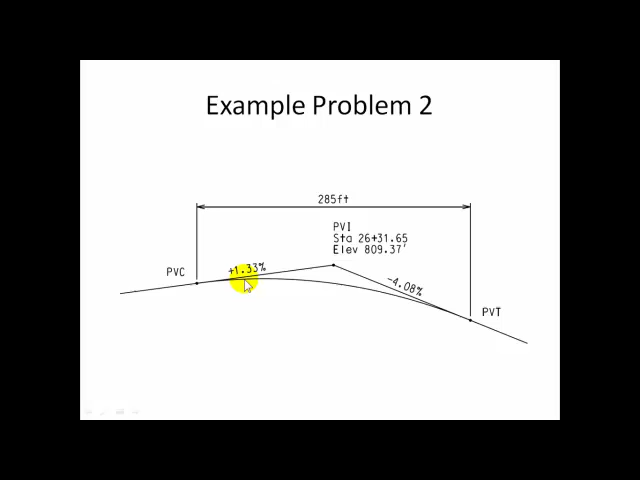 Example Problem 2
285ft
PVI
Sta 26+31.65
Elev 809.37'
PVC
+1.33%
-4.08%
PVT